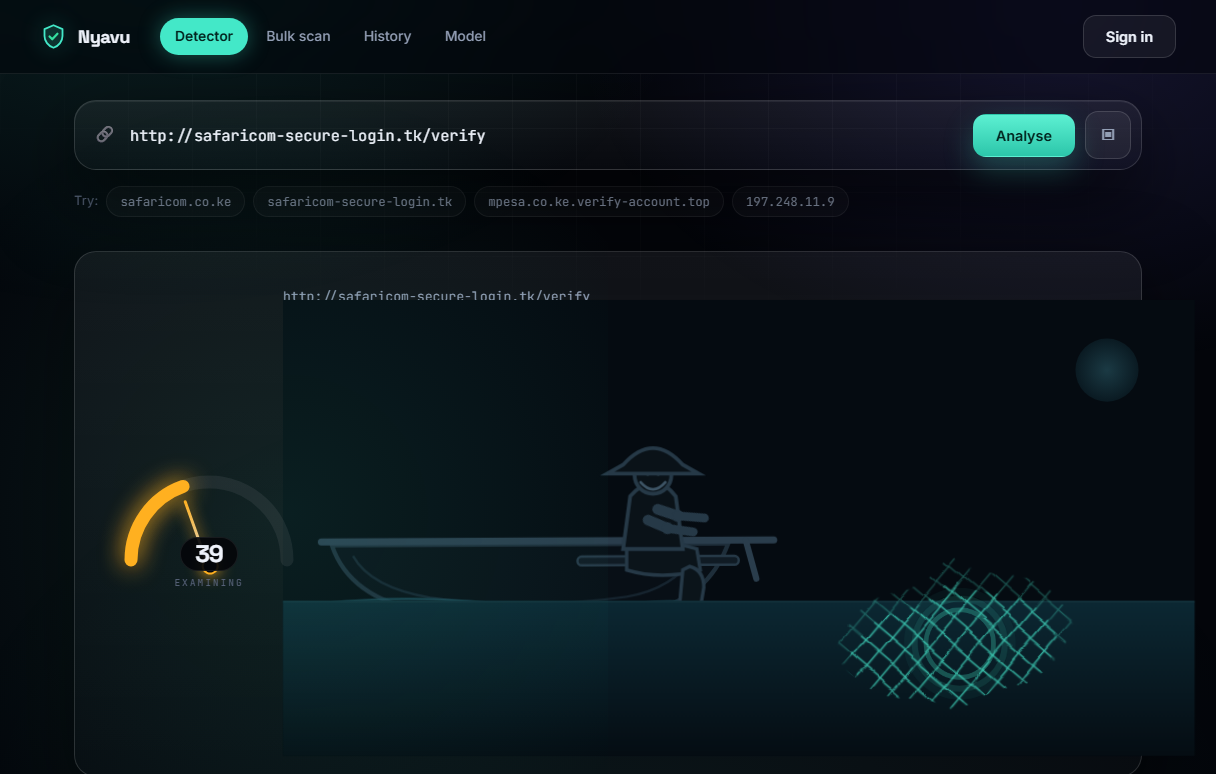 Nyavu
Detector
Bulk scan
History
Model
Sign in
http://safaricom-secure-login.tk/verify
Analyse
Try:
safaricom.co.ke
safaricom-secure-login.tk
mpesa.co.ke.verify-account.top
197.248.11.9
http://safaricom-secure-login.tk/verify
39
EXAMINING